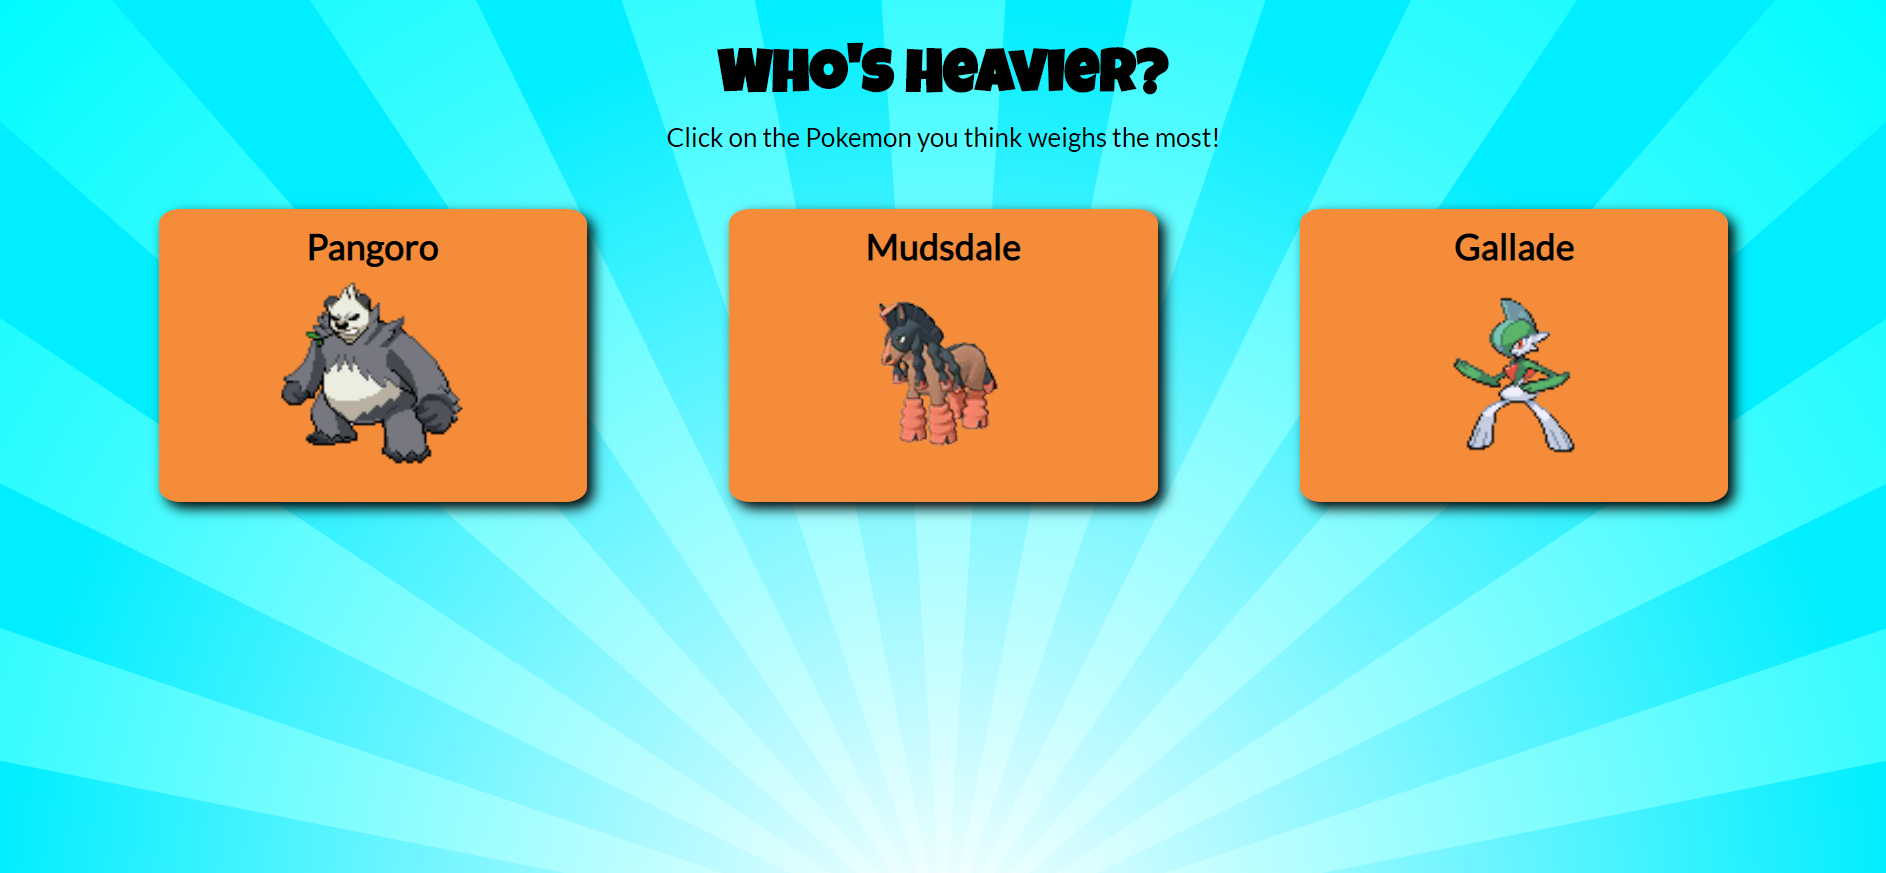 WHO'S HEAVIER?
Click on the Pokemon you think weighs the most!
Pangoro
Mudsdale
Gallade